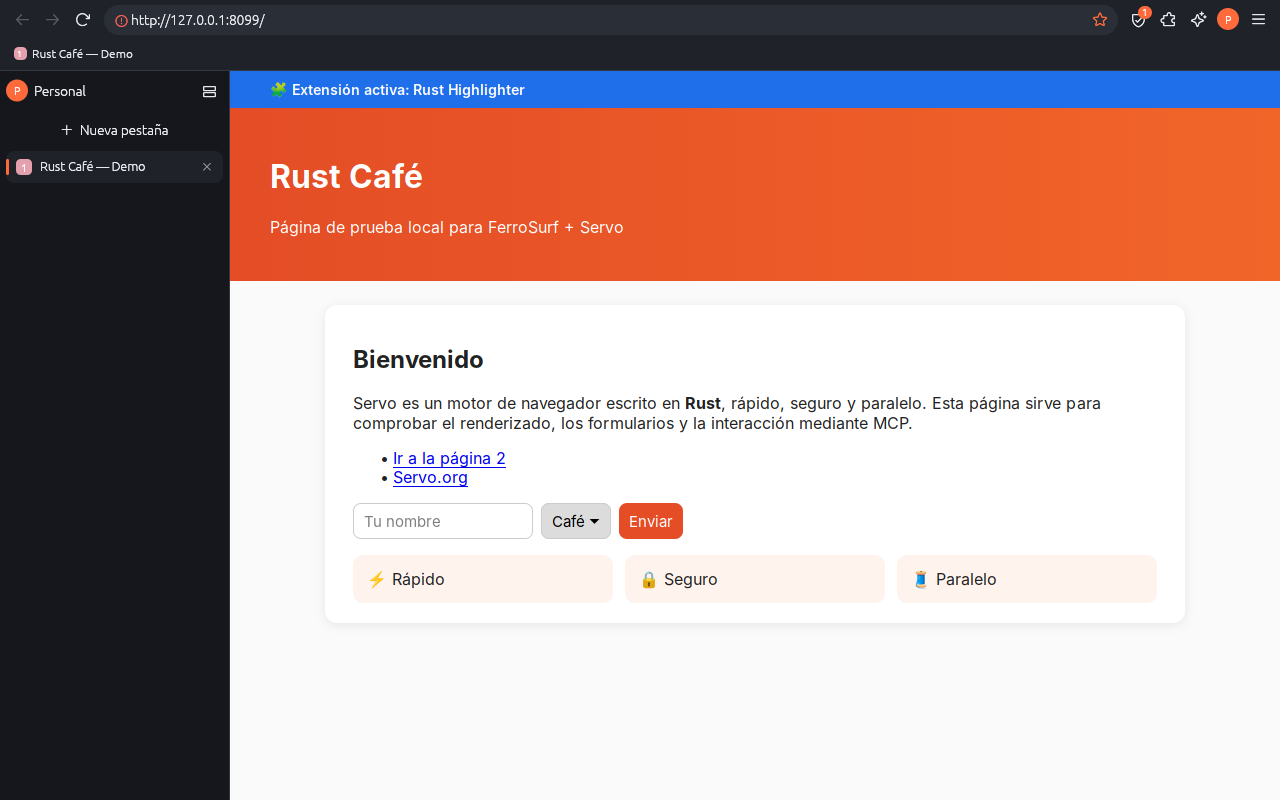 http://127.0.0.1:8099/
1
P
1 Rust Café — Demo
P Personal
+ Nueva pestaña
1 Rust Café — Demo
Extensión activa: Rust Highlighter
Rust Café
Página de prueba local para FerroSurf + Servo
Bienvenido
Servo es un motor de navegador escrito en Rust, rápido, seguro y paralelo. Esta página sirve para
comprobar el renderizado, los formularios y la interacción mediante MCP.
• Ir a la página 2
• Servo.org
Tu nombre
Café
Enviar
Rápido
Seguro
Paralelo